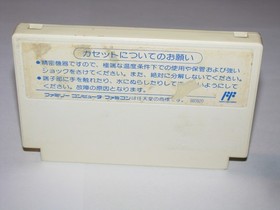 カセットについてのお願い
●精密機器ですので、極端な温度条件下での使用や保管および強い
ショックをさけてください。また、絶対に分解しないでください。
●端子部に手を触れたり、水にぬらしたりして汚さないようにして
ください。故障の原因となります。
ファミリーコンピュータ・ファミコンは任天堂の商標です。
FF